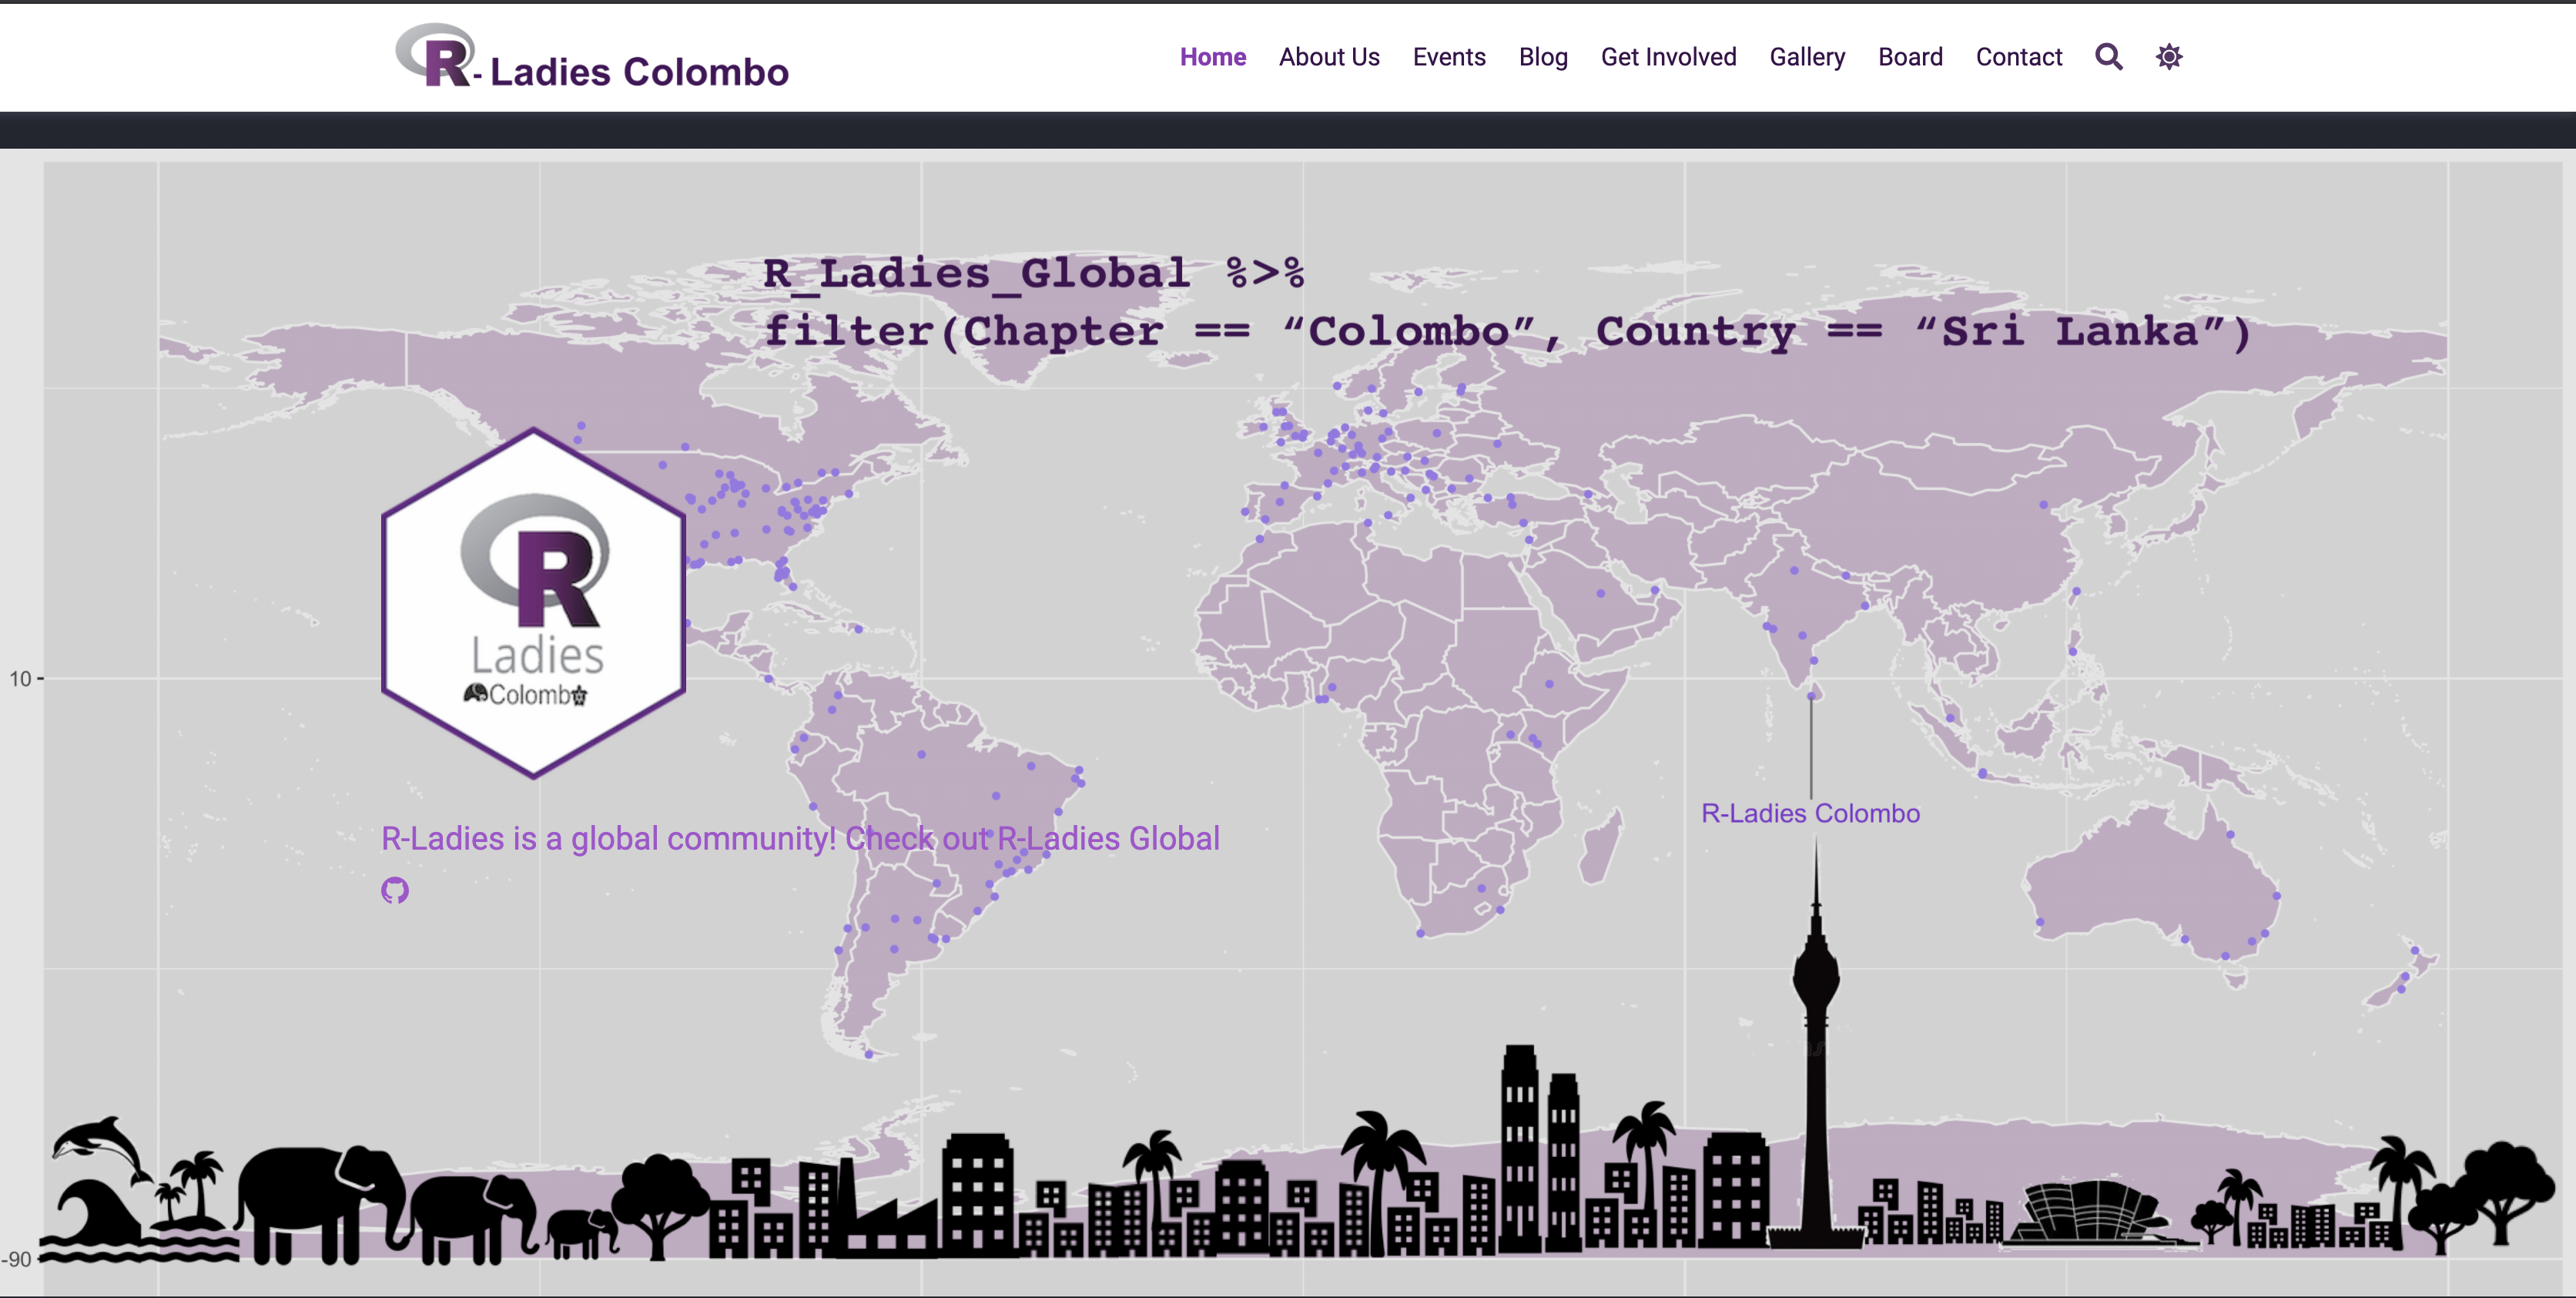 R - Ladies Colombo
Home About Us Events Blog Get Involved Gallery Board Contact
R_Ladies_Global %>%
filter(Chapter == “Colombo”, Country == “Sri Lanka”)
R
Ladies
Colombo
10
R-Ladies Colombo
R-Ladies is a global community! Check out R-Ladies Global
-90